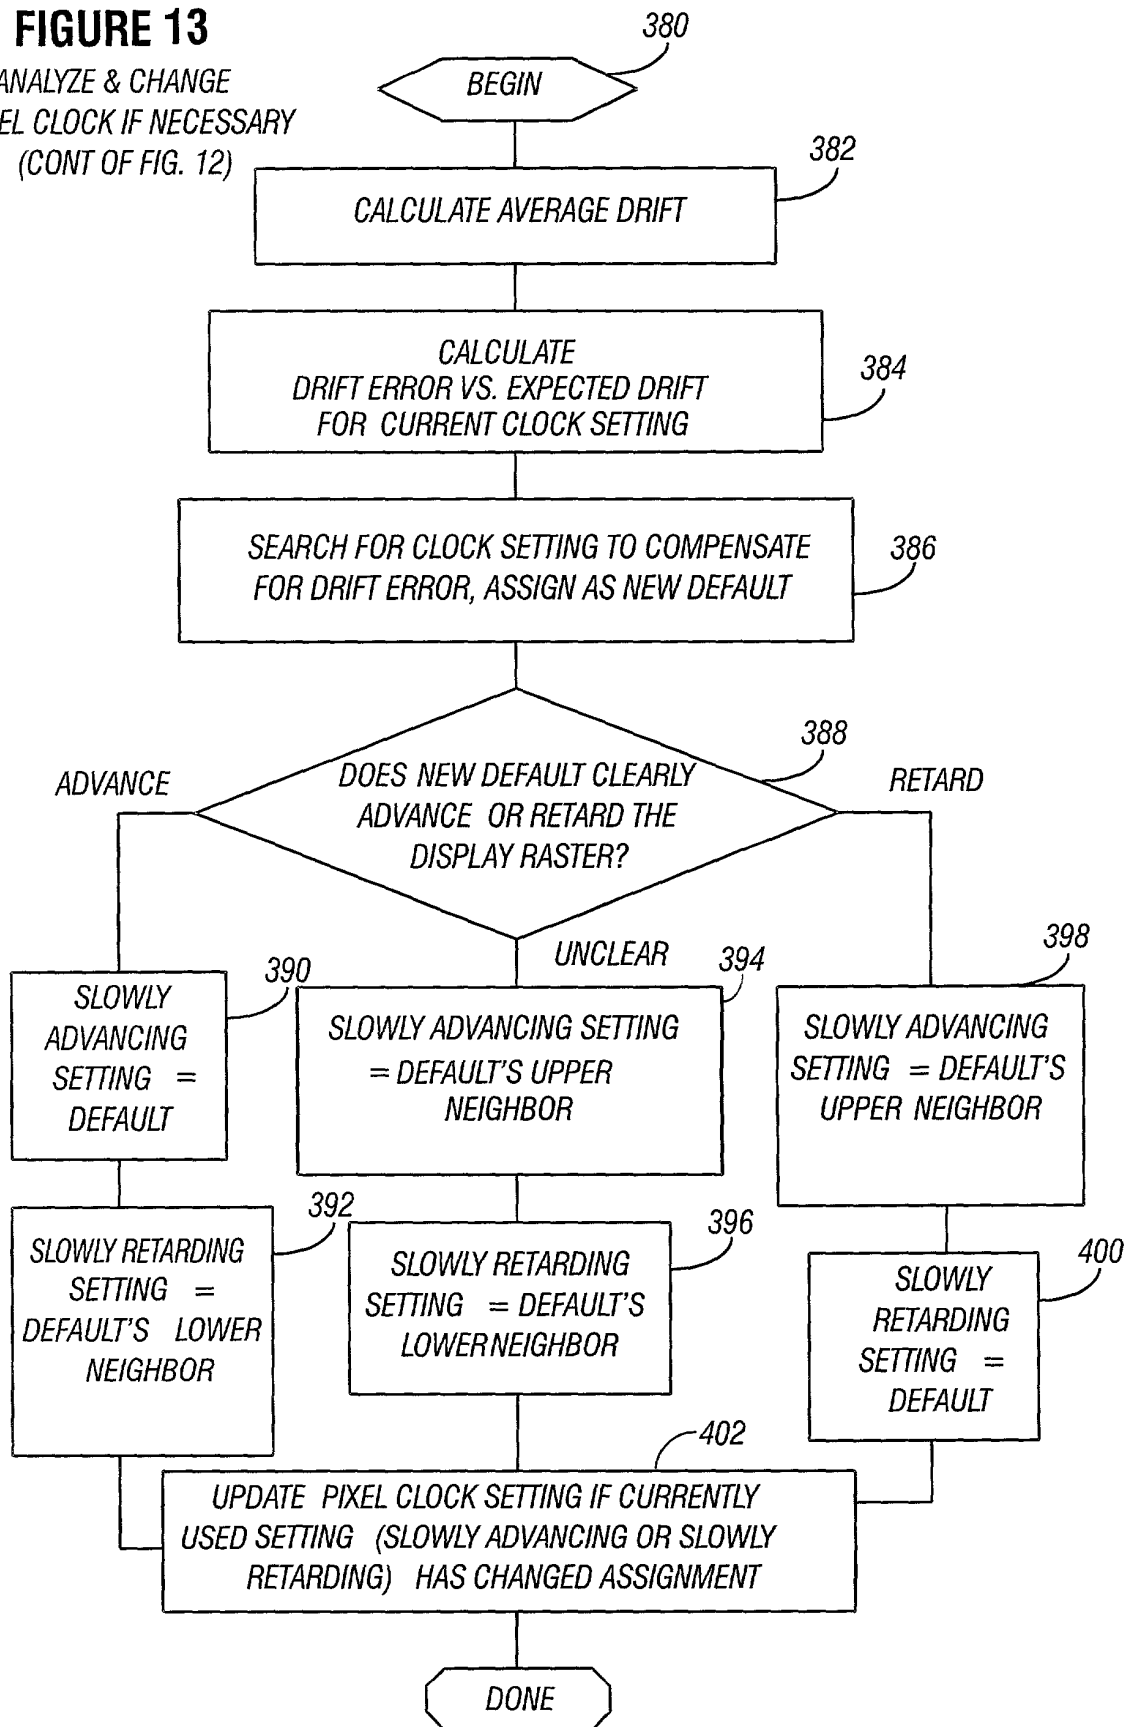 FIGURE 13
ANALYZE & CHANGE
EL CLOCK IF NECESSARY
(CONT OF FIG. 12)
380
BEGIN
382
CALCULATE AVERAGE DRIFT
384
CALCULATE
DRIFT ERROR VS. EXPECTED DRIFT
FOR CURRENT CLOCK SETTING
386
SEARCH FOR CLOCK SETTING TO COMPENSATE
FOR DRIFT ERROR, ASSIGN AS NEW DEFAULT
388
DOES NEW DEFAULT CLEARLY
ADVANCE OR RETARD THE
DISPLAY RASTER?
ADVANCE
RETARD
UNCLEAR
390
SLOWLY
ADVANCING
SETTING =
DEFAULT
394
SLOWLY ADVANCING SETTING
= DEFAULT'S UPPER
NEIGHBOR
398
SLOWLY ADVANCING
SETTING = DEFAULT'S
UPPER NEIGHBOR
392
SLOWLY RETARDING
SETTING =
DEFAULT'S LOWER
NEIGHBOR
396
SLOWLY RETARDING
SETTING = DEFAULT'S
LOWER NEIGHBOR
400
SLOWLY
RETARDING
SETTING =
DEFAULT
402
UPDATE PIXEL CLOCK SETTING IF CURRENTLY
USED SETTING (SLOWLY ADVANCING OR SLOWLY
RETARDING) HAS CHANGED ASSIGNMENT
DONE